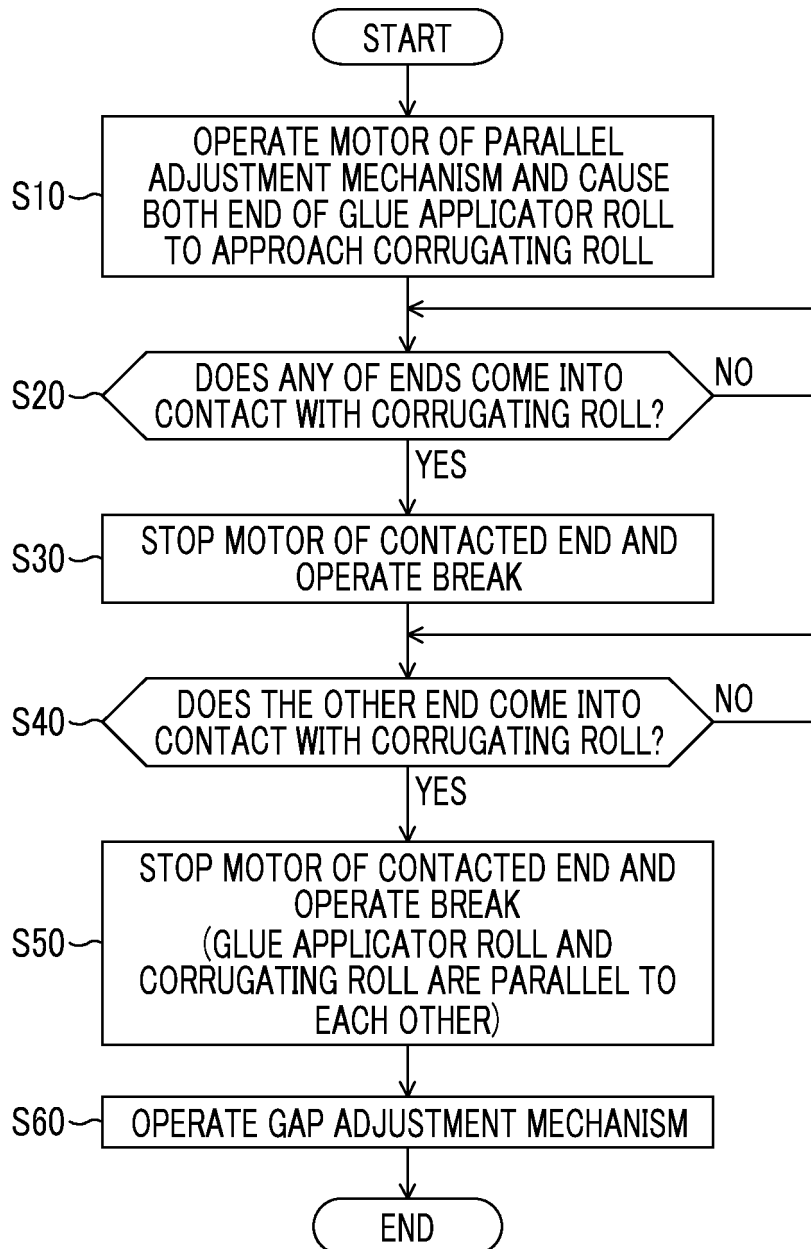 START
S10
OPERATE MOTOR OF PARALLEL
ADJUSTMENT MECHANISM AND CAUSE
BOTH END OF GLUE APPLICATOR ROLL
TO APPROACH CORRUGATING ROLL
S20
DOES ANY OF ENDS COME INTO
CONTACT WITH CORRUGATING ROLL?
NO
YES
S30
STOP MOTOR OF CONTACTED END AND
OPERATE BREAK
S40
DOES THE OTHER END COME INTO
CONTACT WITH CORRUGATING ROLL?
NO
YES
S50
STOP MOTOR OF CONTACTED END AND
OPERATE BREAK
(GLUE APPLICATOR ROLL AND
CORRUGATING ROLL ARE PARALLEL TO
EACH OTHER)
S60
OPERATE GAP ADJUSTMENT MECHANISM
END